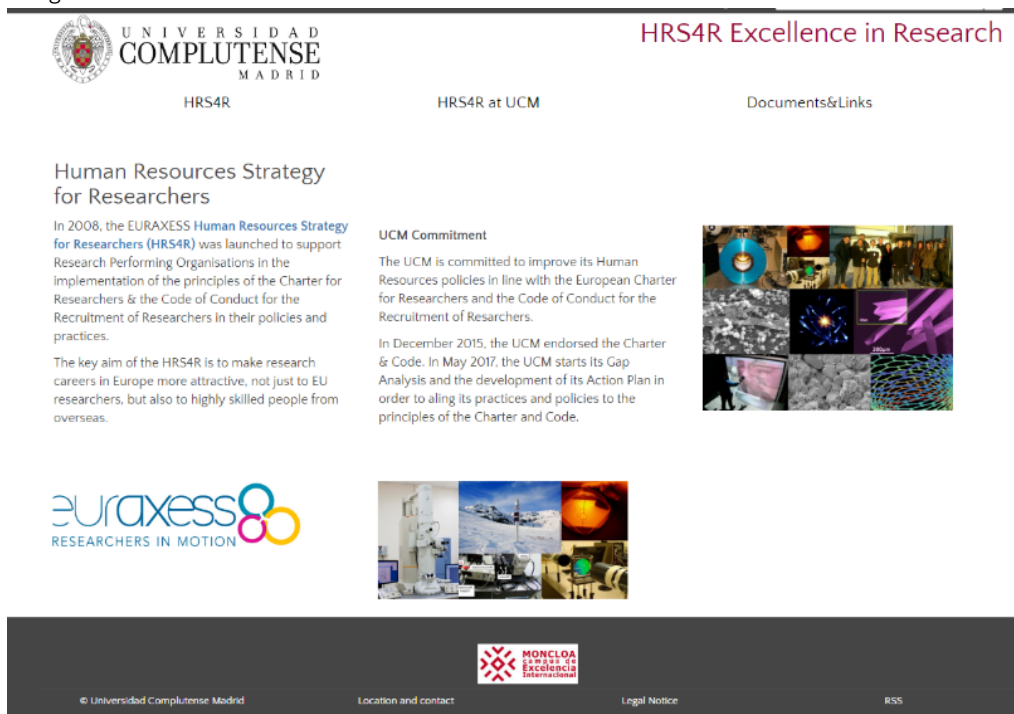 UNIVERSIDAD
COMPLUTENSE
MADRID
HRS4R Excellence in Research
HRS4R
HRS4R at UCM
Documents&Links
Human Resources Strategy
for Researchers
In 2008, the EURAXESS Human Resources Strategy
for Researchers (HRS4R) was launched to support
Research Performing Organisations in the
implementation of the principles of the Charter for
Researchers & the Code of Conduct for the
Recruitment of Researchers in their policies and
practices.
The key aim of the HRS4R is to make research
careers in Europe more attractive, not just to EU
researchers, but also to highly skilled people from
overseas.
UCM Commitment
The UCM is committed to improve its Human
Resources policies in line with the European Charter
for Researchers and the Code of Conduct for the
Recruitment of Resarchers.
In December 2015, the UCM endorsed the Charter
& Code. In May 2017, the UCM starts its Gap
Analysis and the development of its Action Plan in
order to aling its practices and policies to the
principles of the Charter and Code.
euraxess
RESEARCHERS IN MOTION
MONCLOA
campus de
Excelencia
Internacional
© Universidad Complutense Madrid
Location and contact
Legal Notice
RSS